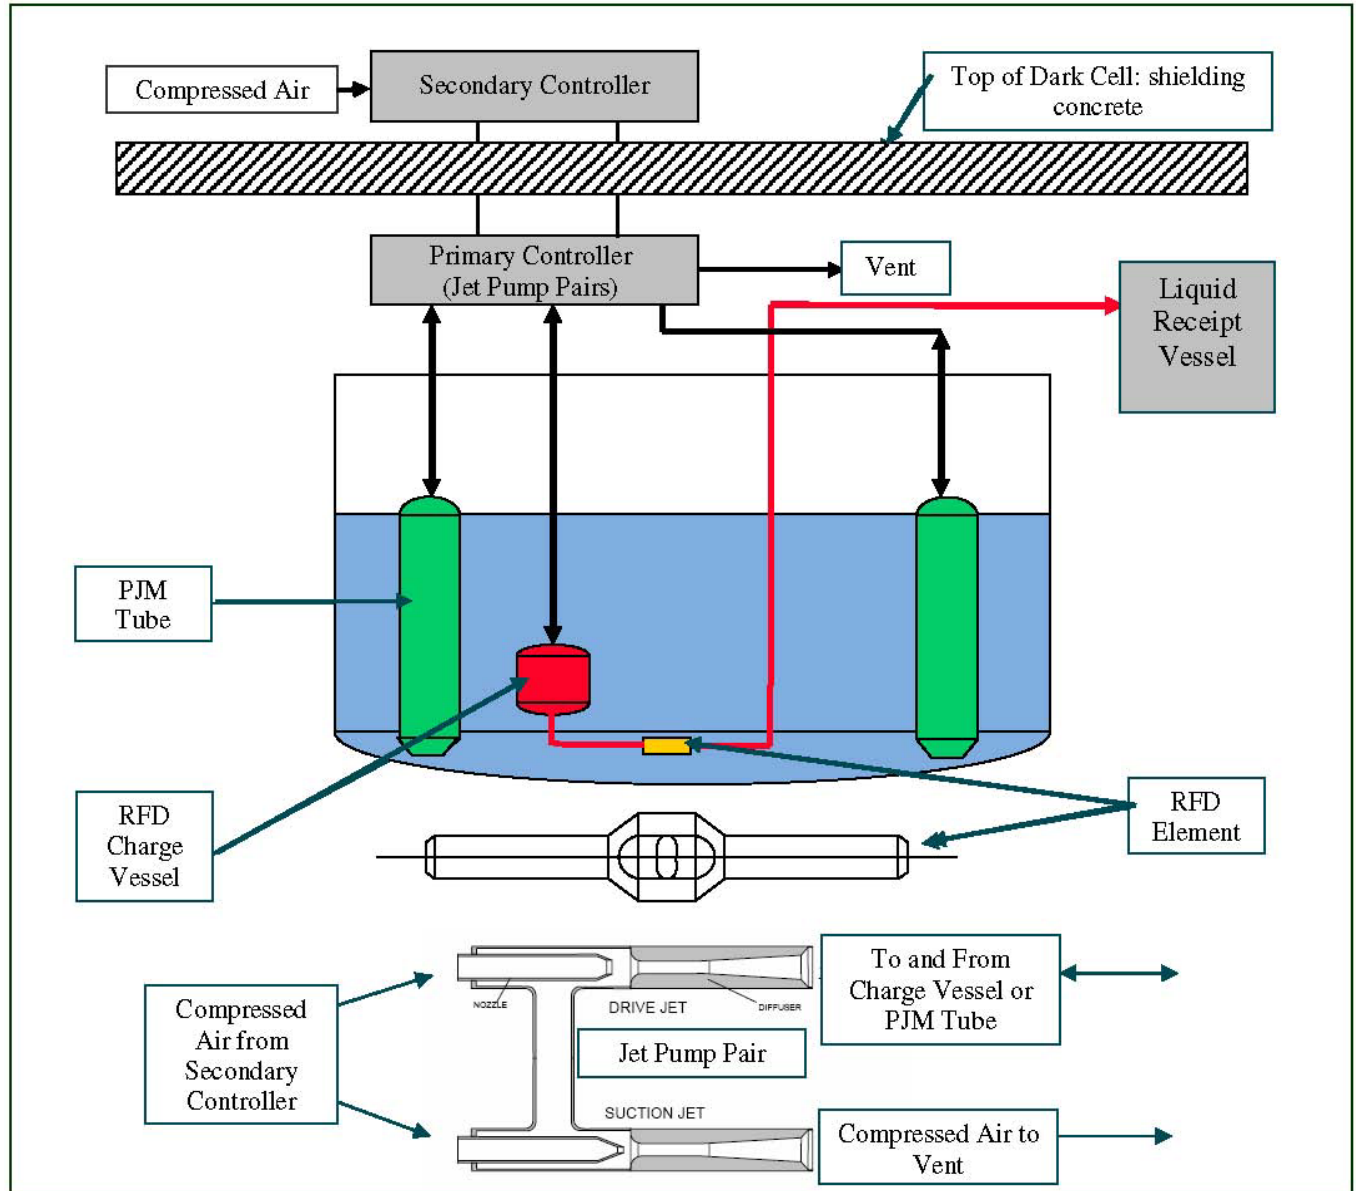 Compressed Air
Secondary Controller
Top of Dark Cell: shielding
concrete
Primary Controller
(Jet Pump Pairs)
Vent
Liquid
Receipt
Vessel
PJM
Tube
RFD
Charge
Vessel
RFD
Element
Compressed
Air from
Secondary
Controller
NOZZLE
DRIVE JET
DIFFUSER
To and From
Charge Vessel or
PJM Tube
Jet Pump Pair
SUCTION JET
Compressed Air to
Vent